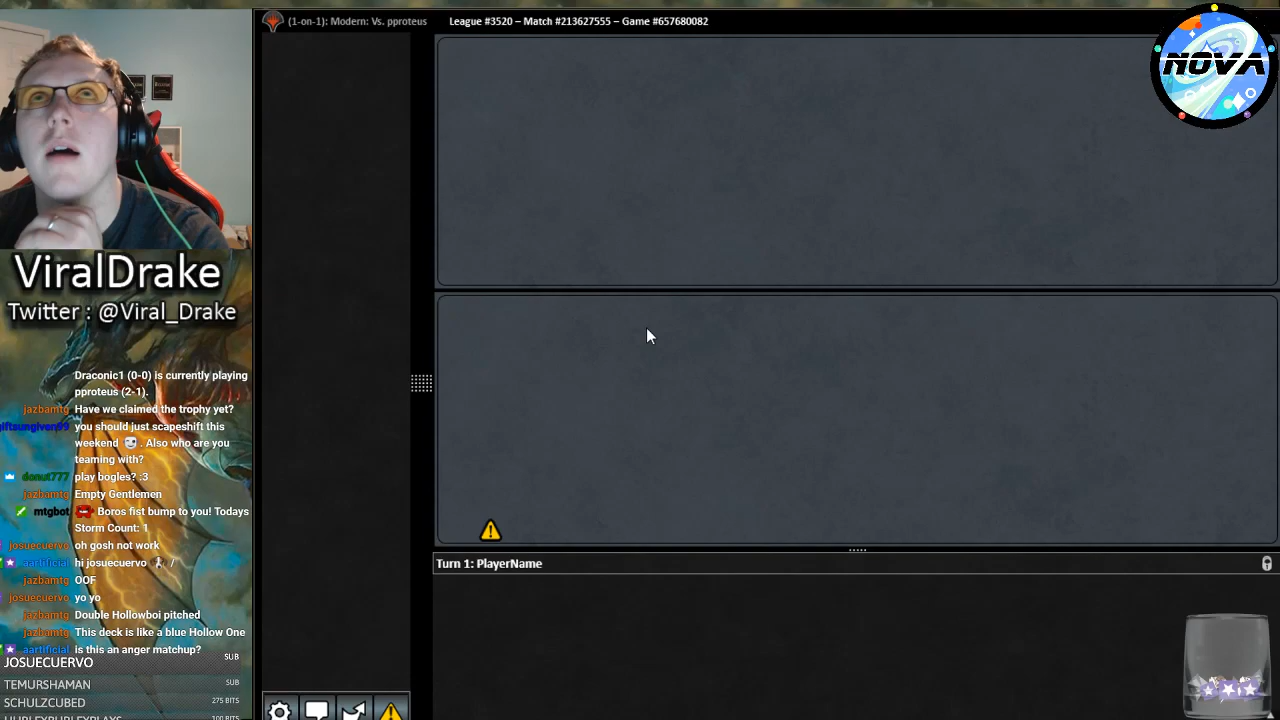 (1-on-1): Modern: Vs. pproteus
League #3520 – Match #213627555 – Game #657680082
NOVA
ViralDrake
Twitter : @Viral_Drake
Draconic1 (0-0) is currently playing
pproteus (2-1).
jazbamtg Have we claimed the trophy yet?
giftsungiven99 you should just scapeshift this
weekend . Also who are you
teaming with?
donut777 play bogles? :3
jazbamtg Empty Gentlemen
mtgbot Boros fist bump to you! Todays
Storm Count: 1
josuecuervo oh gosh not work
aartificial hi josuecuervo /
jazbamtg OOF
josuecuervo yo yo
jazbamtg Double Hollowboi pitched
jazbamtg This deck is like a blue Hollow One
aartificial is this an anger matchup?
JOSUECUERVO SUB
TEMURSHAMAN SUB
SCHULZCUBED 275 BITS
100 BITS
Turn 1: PlayerName